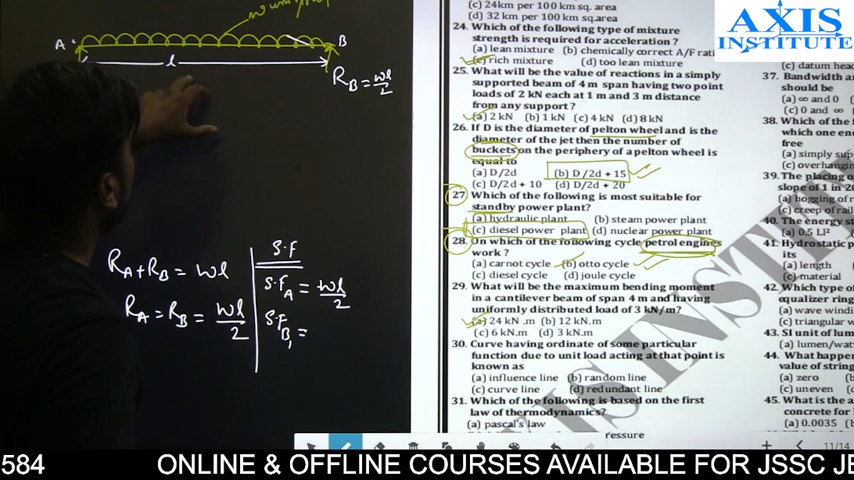 A
B
l
R_B = wl/2
R_A + R_B = wl
R_A = R_B = wl/2
S.F
S.F_A = wl/2
S.F_B, =
(c) 24km per 100 km sq. area
(d) 32 km per 100 km sq.area
24. Which of the following type of mixture
strength is required for acceleration ?
(a) lean mixture (b) chemically correct A/F rati
(c) rich mixture (d) too lean mixture
25. What will be the value of reactions in a simply
supported beam of 4 m span having two point
loads of 2 kN each at 1 m and 3 m distance
from any support ?
(a) 2 kN (b) 1 kN (c) 4 kN (d) 8 kN
26. If D is the diameter of pelton wheel and is the
diameter of the jet then the number of
buckets on the periphery of a pelton wheel is
equal to
(a) D/2d (b) D/2d + 15
(c) D/2d + 10 (d) D/2d + 20
27 Which of the following is most suitable for
standby power plant?
(a) hydraulic plant (b) steam power plant
(c) diesel power plant (d) nuclear power plant
28. On which of the following cycle petrol engines
work ?
(a) carnot cycle (b) otto cycle
(c) diesel cycle (d) joule cycle
29. What will be the maximum bending moment
in a cantilever beam of span 4 m and having
uniformly distributed load of 3 kN/m?
(a) 24 kN .m (b) 12 kN.m
(c) 6 kN.m (d) 3 kN.m
30. Curve having ordinate of some particular
function due to unit load acting at that point is
known as
(a) influence line (b) random line
(c) curve line (d) redundant line
31. Which of the following is based on the first
law of thermodynamics?
(a) pascal's law
ressure
AXIS
INSTITUTE
(c) datum hea
37. Bandwidth a
should be
(a) ∞ and 0
(c) 0 and ∞
38. Which of the f
which one en
free
(a) simply sup
(c) overhangin
39. The placing o
slope of 1 in 2
(a) hogging of r
(c) creep of rail
40. The energy st
(a) 0.5 LI²
41. Hydrostatic p
its
(a) length
(c) material
42. Which type o
equalizer ring
(a) wave windi
(c) triangular w
43. SI unit of lumin
(a) lumen/wat
44. What happen
value of string
(a) zero (b
(c) uneven (d
45. What is the a
concrete for
(a) 0.0035 (b
11/14
584 ONLINE & OFFLINE COURSES AVAILABLE FOR JSSC JE